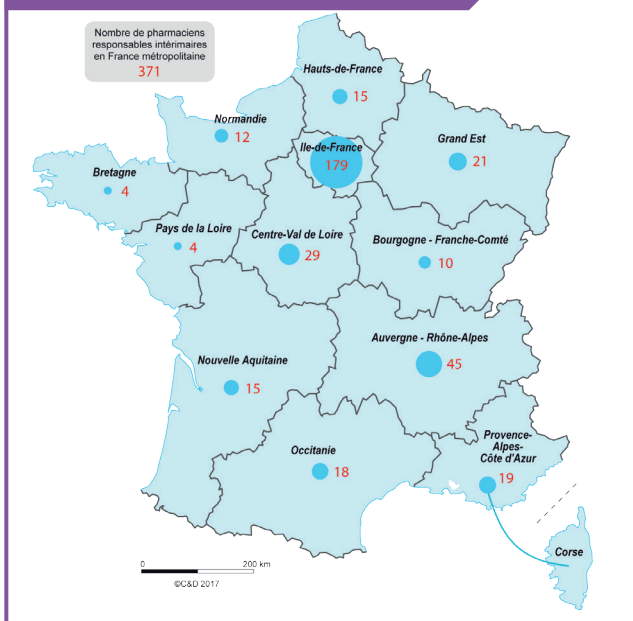 Nombre de pharmaciens
responsables intérimaires
en France métropolitaine
371
Hauts-de-France
15
Normandie
12
Ile-de-France
179
Grand Est
21
Bretagne
4
Pays de la Loire
4
Centre-Val de Loire
29
Bourgogne - Franche-Comté
10
Auvergne - Rhône-Alpes
45
Nouvelle Aquitaine
15
Occitanie
18
Provence-
Alpes-
Côte d'Azur
19
Corse
0 200 km
©C&D 2017